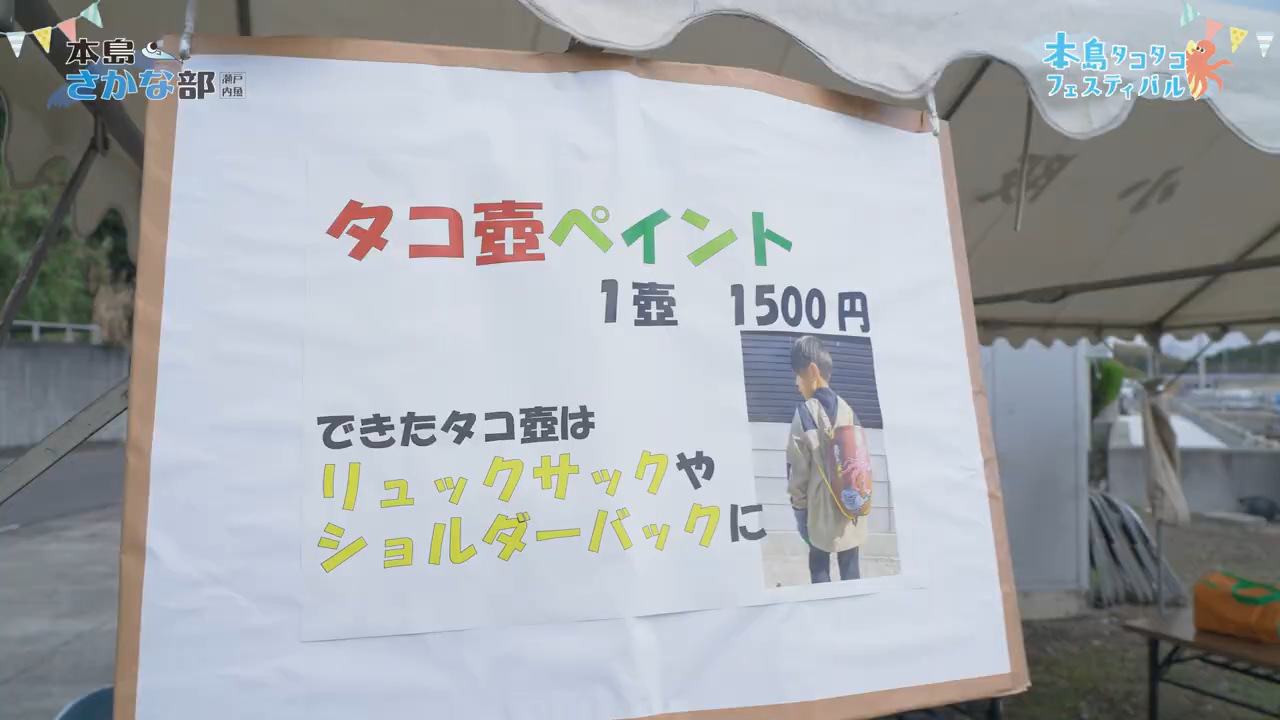 本島
さかな部
瀬戸
内魚
本島タコタコ
フェスティバル
タコ壺ペイント
1壺 1500円
できたタコ壺は
リュックサックや
ショルダーバックに